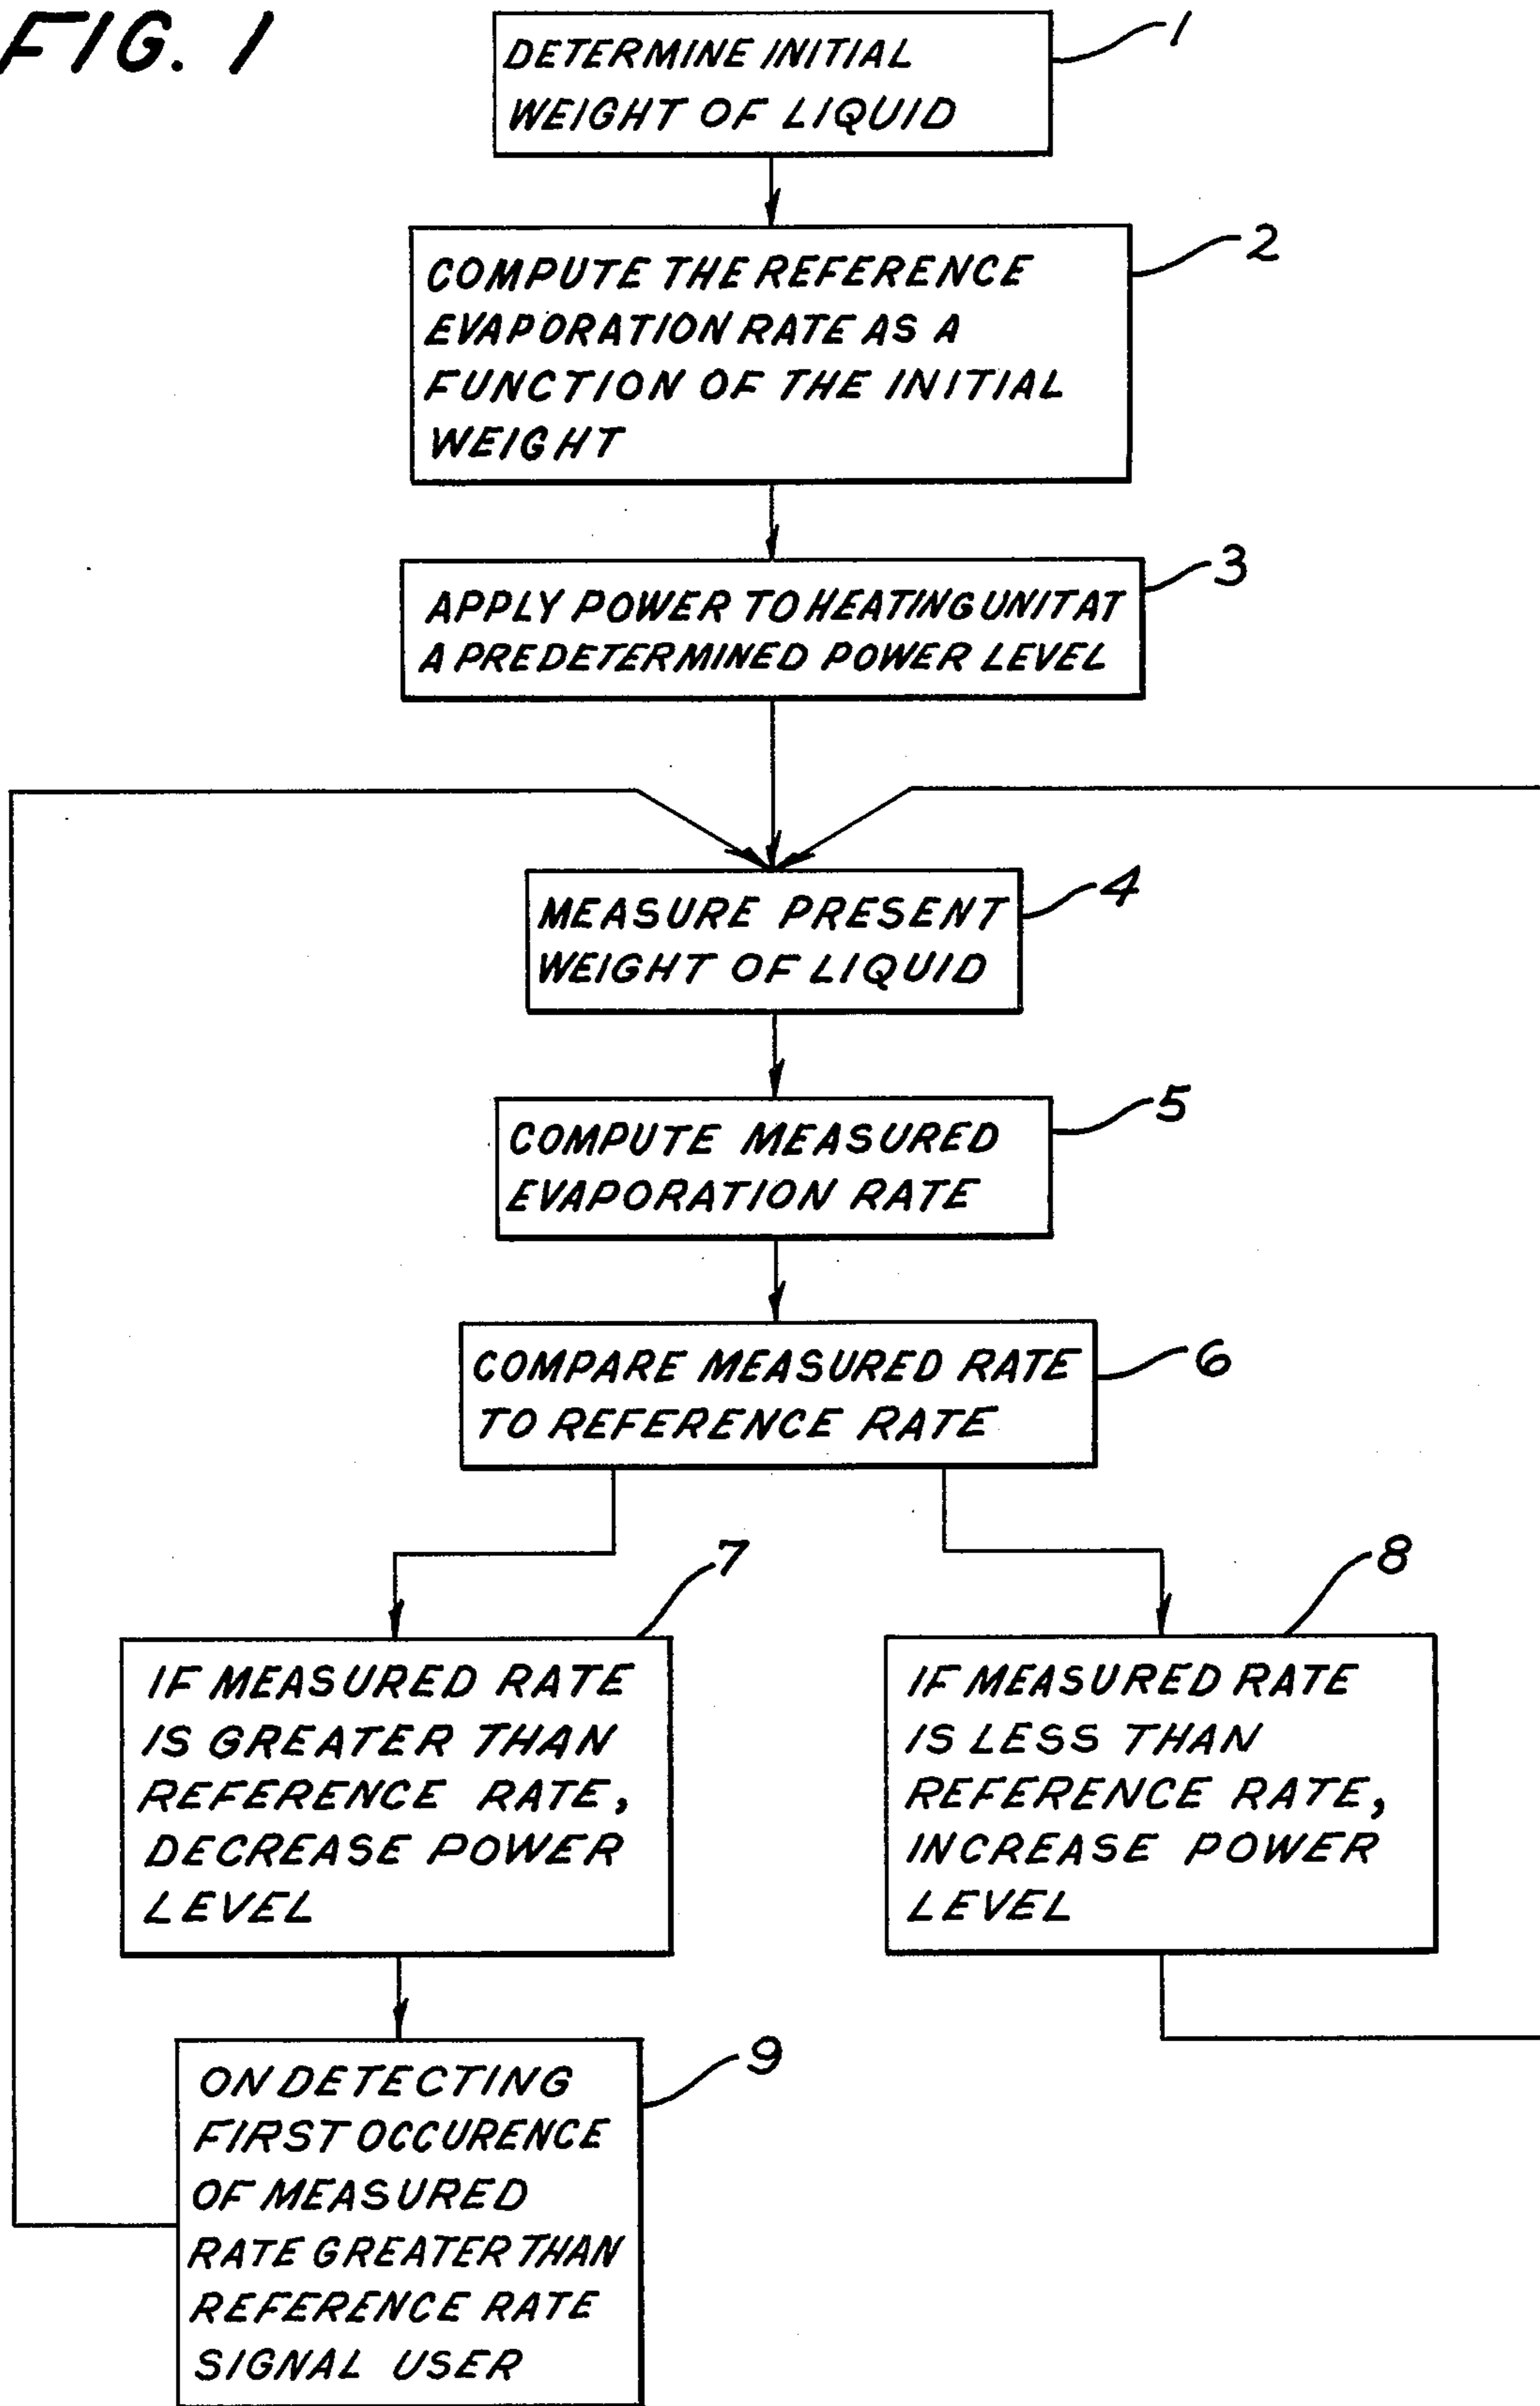 FIG. 1
1
DETERMINE INITIAL
WEIGHT OF LIQUID
2
COMPUTE THE REFERENCE
EVAPORATION RATE AS A
FUNCTION OF THE INITIAL
WEIGHT
3
APPLY POWER TO HEATING UNIT AT
A PREDETERMINED POWER LEVEL
4
MEASURE PRESENT
WEIGHT OF LIQUID
5
COMPUTE MEASURED
EVAPORATION RATE
6
COMPARE MEASURED RATE
TO REFERENCE RATE
7
IF MEASURED RATE
IS GREATER THAN
REFERENCE RATE,
DECREASE POWER
LEVEL
8
IF MEASURED RATE
IS LESS THAN
REFERENCE RATE,
INCREASE POWER
LEVEL
9
ON DETECTING
FIRST OCCURENCE
OF MEASURED
RATE GREATER THAN
REFERENCE RATE
SIGNAL USER